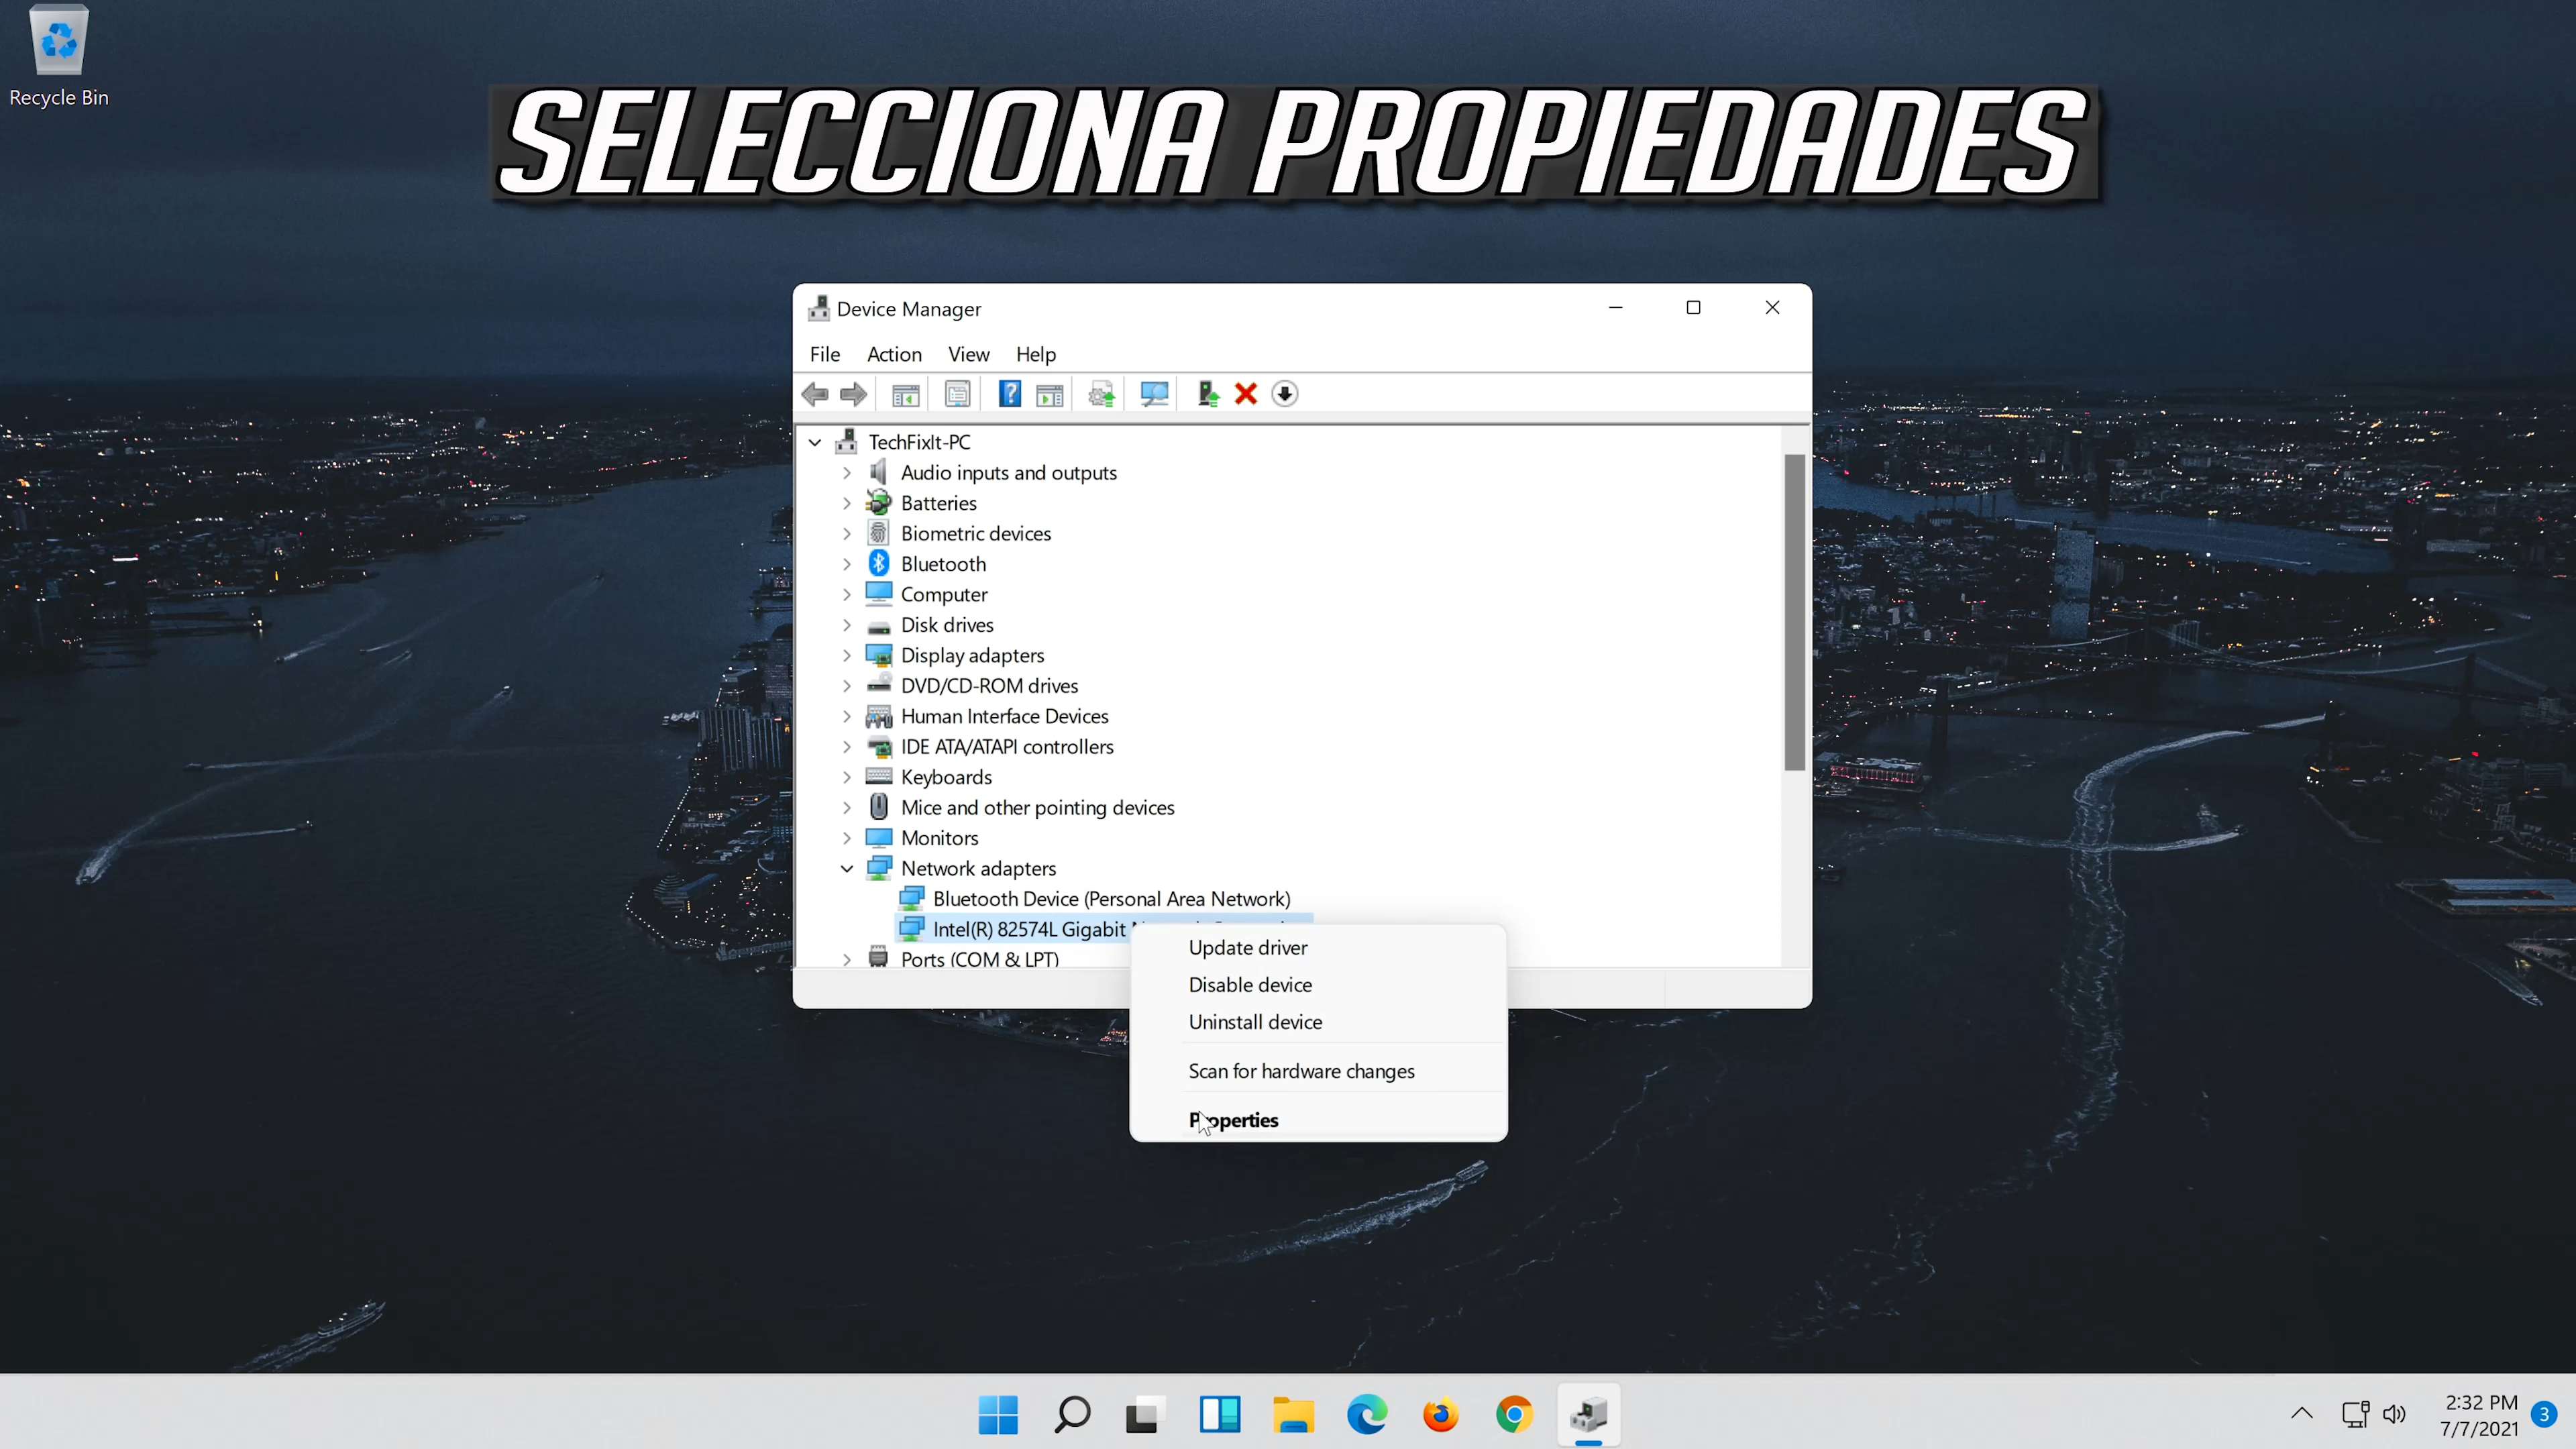 Recycle Bin
SELECCIONA PROPIEDADES
Device Manager
File Action View Help
TechFixIt-PC
Audio inputs and outputs
Batteries
Biometric devices
Bluetooth
Computer
Disk drives
Display adapters
DVD/CD-ROM drives
Human Interface Devices
IDE ATA/ATAPI controllers
Keyboards
Mice and other pointing devices
Monitors
Network adapters
Bluetooth Device (Personal Area Network)
Intel(R) 82574L Gigabit
Ports (COM & LPT)
Update driver
Disable device
Uninstall device
Scan for hardware changes
Properties
2:32 PM
7/7/2021
3